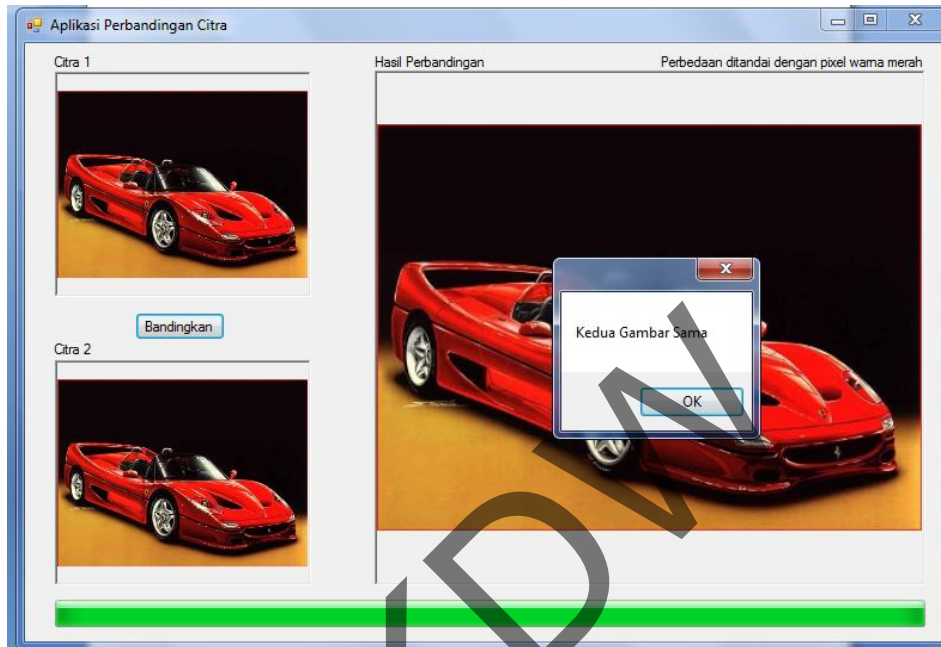 Aplikasi Perbandingan Citra
Citra 1
Hasil Perbandingan
Perbedaan ditandai dengan pixel warna merah
Bandingkan
Kedua Gambar Sama
OK
Citra 2
KDW